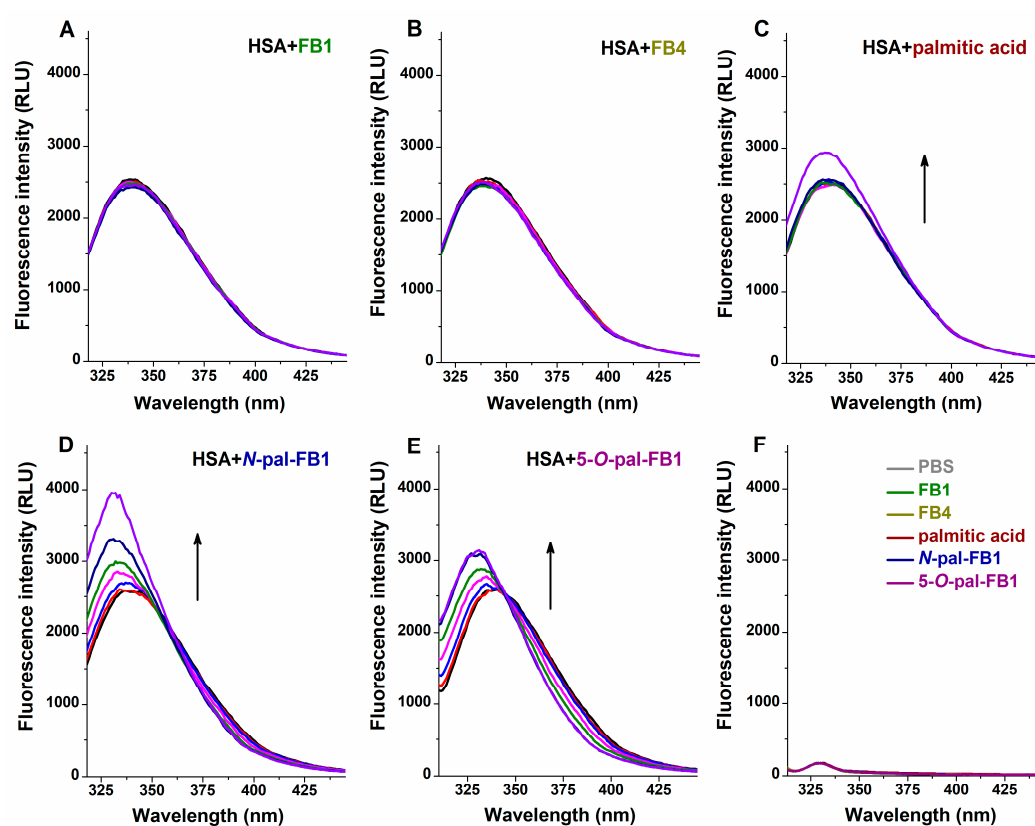 A
HSA+FB1
Fluorescence intensity (RLU)
4000
3000
2000
1000
0
325 350 375 400 425
Wavelength (nm)
B
HSA+FB4
Fluorescence intensity (RLU)
4000
3000
2000
1000
0
325 350 375 400 425
Wavelength (nm)
C
HSA+palmitic acid
Fluorescence intensity (RLU)
4000
3000
2000
1000
0
325 350 375 400 425
Wavelength (nm)
D
HSA+N-pal-FB1
Fluorescence intensity (RLU)
4000
3000
2000
1000
0
325 350 375 400 425
Wavelength (nm)
E
HSA+5-O-pal-FB1
Fluorescence intensity (RLU)
4000
3000
2000
1000
0
325 350 375 400 425
Wavelength (nm)
F
PBS
FB1
FB4
palmitic acid
N-pal-FB1
5-O-pal-FB1
Fluorescence intensity (RLU)
4000
3000
2000
1000
0
325 350 375 400 425
Wavelength (nm)